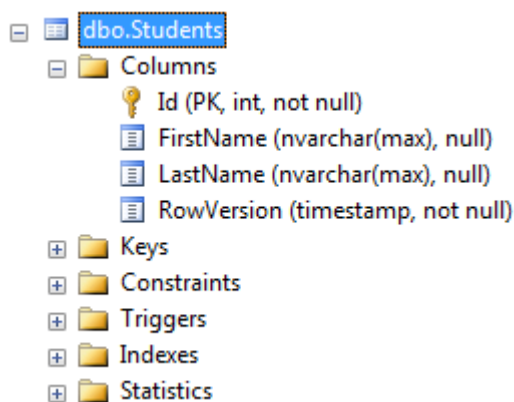 dbo.Students
Columns
Id (PK, int, not null)
FirstName (nvarchar(max), null)
LastName (nvarchar(max), null)
RowVersion (timestamp, not null)
Keys
Constraints
Triggers
Indexes
Statistics